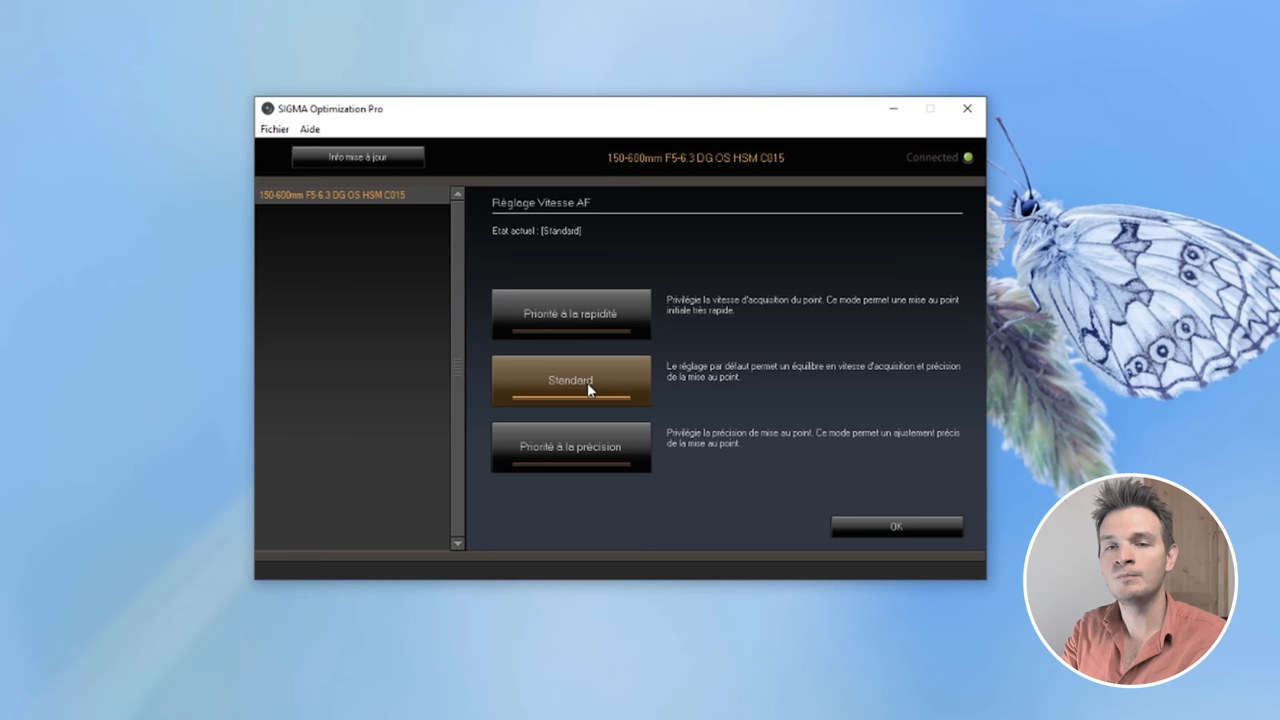 SIGMA Optimization Pro
Fichier Aide
Info mise à jour
150-600mm F5-6.3 DG OS HSM C015
Connected
150-600mm F5-6.3 DG OS HSM C015
Réglage Vitesse AF
Etat actuel : [Standard]
Priorité à la rapidité
Privilégie la vitesse d'acquisition du point. Ce mode permet une mise au point
initiale très rapide.
Standard
Le réglage par défaut permet un équilibre en vitesse d'acquisition et précision
de la mise au point.
Priorité à la précision
Privilégie la précision de mise au point. Ce mode permet un ajustement précis
de la mise au point.
OK